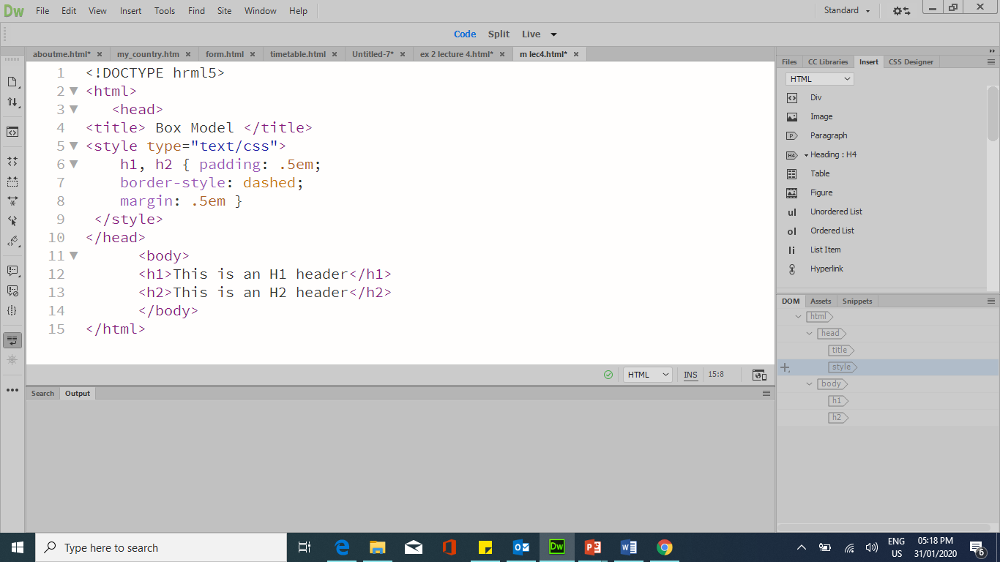 Dw File Edit View Insert Tools Find Site Window Help Standard
Code Split Live
aboutme.html* my_country.htm form.html timetable.html Untitled-7* ex 2 lecture 4.html* m lec4.html*
1 <!DOCTYPE hrml5>
2 <html>
3 <head>
4 <title> Box Model </title>
5 <style type="text/css">
6 h1, h2 { padding: .5em;
7 border-style: dashed;
8 margin: .5em }
9 </style>
10 </head>
11 <body>
12 <h1>This is an H1 header</h1>
13 <h2>This is an H2 header</h2>
14 </body>
15 </html>
HTML INS 15:8
Search Output
Files CC Libraries Insert CSS Designer
HTML
Div
Image
P Paragraph
H4 Heading : H4
Table
Figure
ul Unordered List
ol Ordered List
li List Item
Hyperlink
DOM Assets Snippets
html
head
title
style
body
h1
h2
Type here to search
Dw
ENG
US
05:18 PM
31/01/2020
6